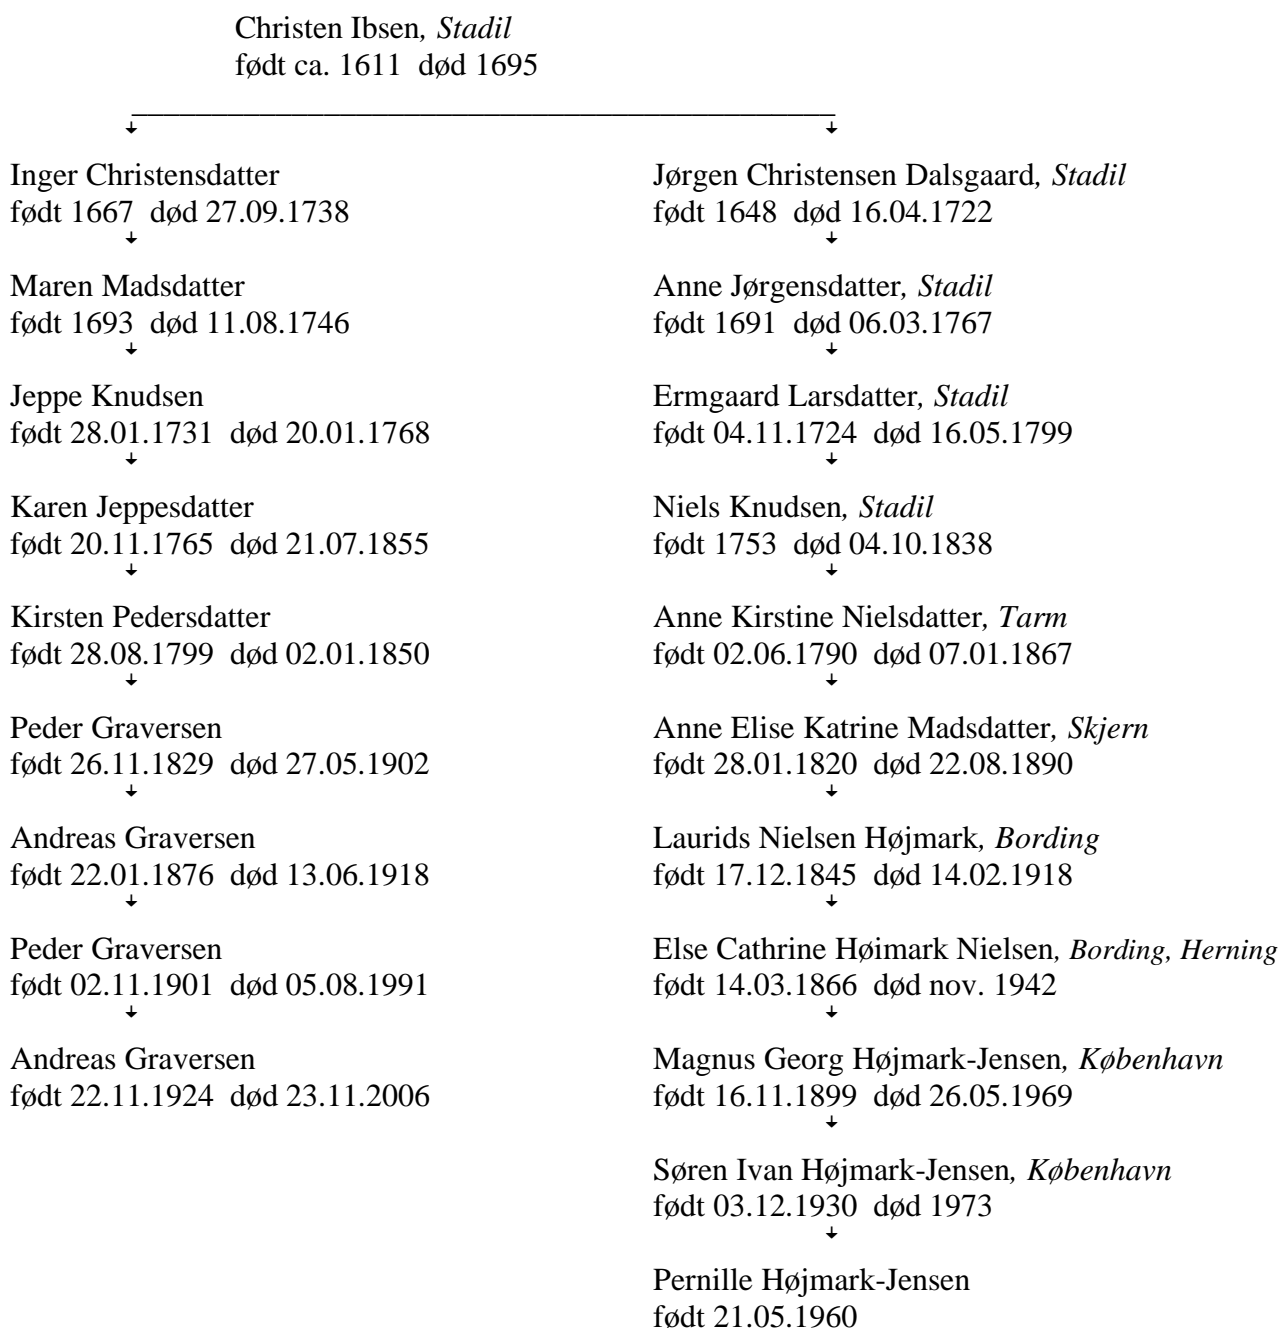 Christen Ibsen, Stadil
født ca. 1611 død 1695
Inger Christensdatter
født 1667 død 27.09.1738
Maren Madsdatter
født 1693 død 11.08.1746
Jeppe Knudsen
født 28.01.1731 død 20.01.1768
Karen Jeppesdatter
født 20.11.1765 død 21.07.1855
Kirsten Pedersdatter
født 28.08.1799 død 02.01.1850
Peder Graversen
født 26.11.1829 død 27.05.1902
Andreas Graversen
født 22.01.1876 død 13.06.1918
Peder Graversen
født 02.11.1901 død 05.08.1991
Andreas Graversen
født 22.11.1924 død 23.11.2006
Jørgen Christensen Dalsgaard, Stadil
født 1648 død 16.04.1722
Anne Jørgensdatter, Stadil
født 1691 død 06.03.1767
Ermgaard Larsdatter, Stadil
født 04.11.1724 død 16.05.1799
Niels Knudsen, Stadil
født 1753 død 04.10.1838
Anne Kirstine Nielsdatter, Tarm
født 02.06.1790 død 07.01.1867
Anne Elise Katrine Madsdatter, Skjern
født 28.01.1820 død 22.08.1890
Laurids Nielsen Højmark, Bording
født 17.12.1845 død 14.02.1918
Else Cathrine Høimark Nielsen, Bording, Herning
født 14.03.1866 død nov. 1942
Magnus Georg Højmark-Jensen, København
født 16.11.1899 død 26.05.1969
Søren Ivan Højmark-Jensen, København
født 03.12.1930 død 1973
Pernille Højmark-Jensen
født 21.05.1960